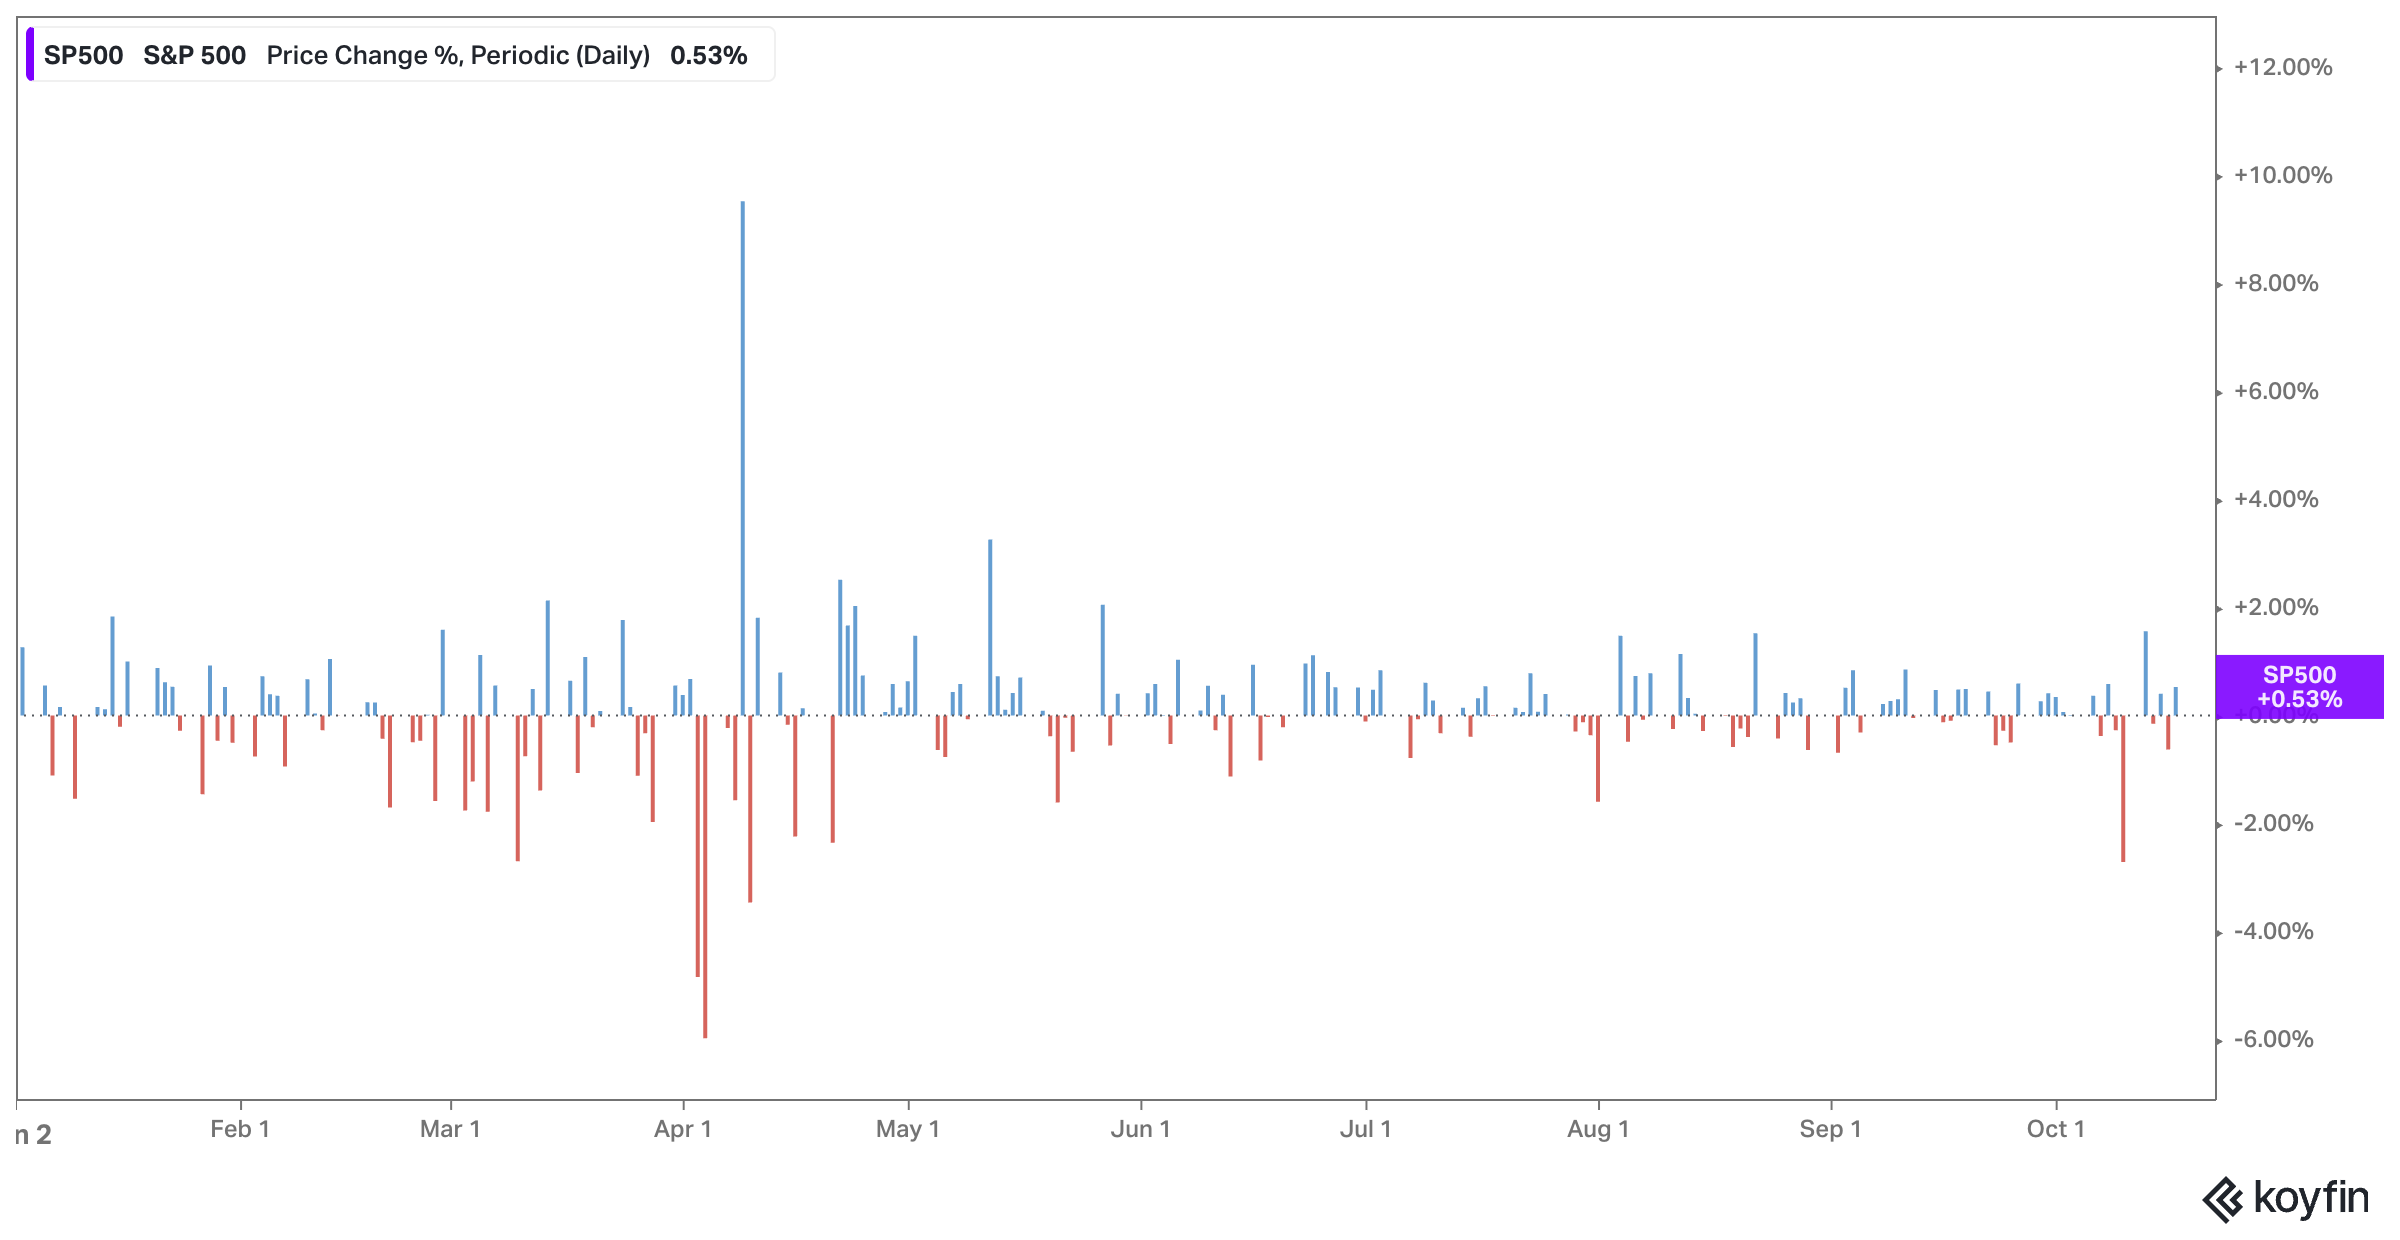 SP500 S&P 500 Price Change %, Periodic (Daily) 0.53%
+12.00%
+10.00%
+8.00%
+6.00%
+4.00%
+2.00%
SP500
+0.53%
+0.00%
-2.00%
-4.00%
-6.00%
n 2 Feb 1 Mar 1 Apr 1 May 1 Jun 1 Jul 1 Aug 1 Sep 1 Oct 1
koyfin